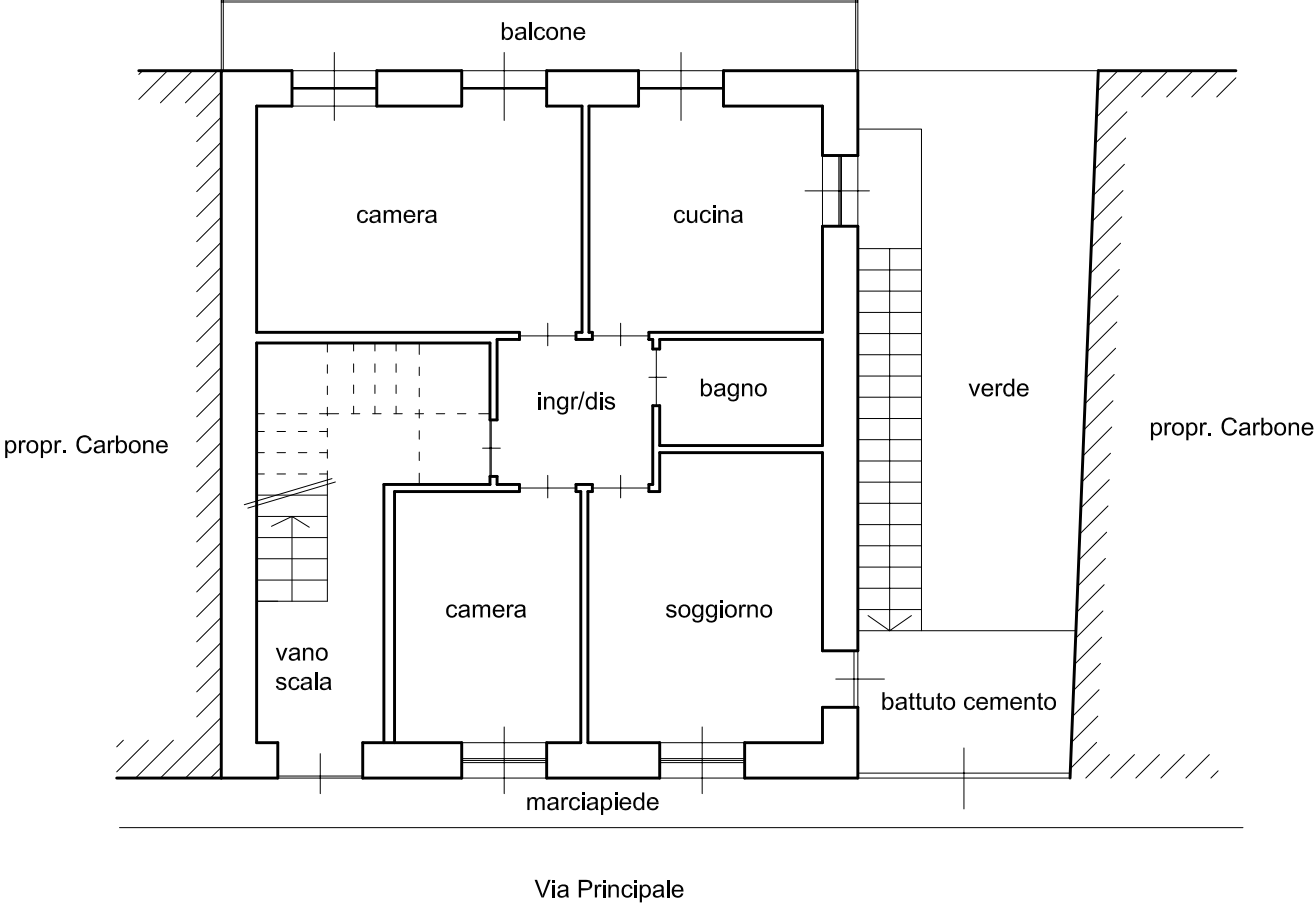 balcone
camera
cucina
ingr/dis
bagno
verde
propr. Carbone
propr. Carbone
camera
soggiorno
vano
scala
battuto cemento
marciapiede
Via Principale